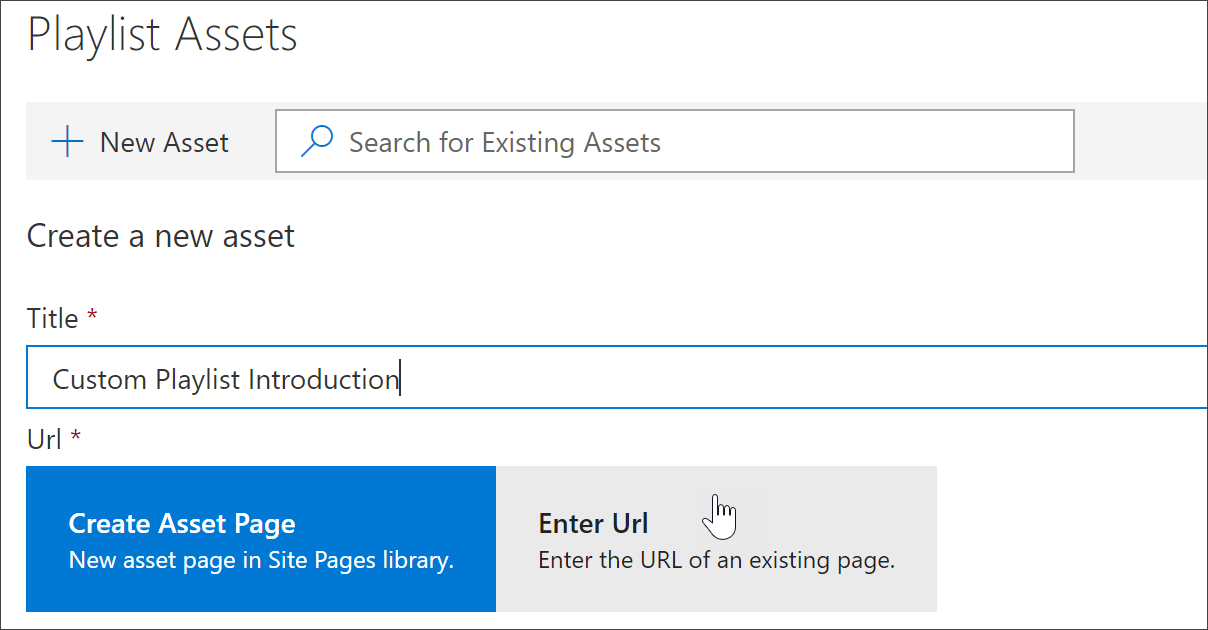 Playlist Assets
New Asset
Search for Existing Assets
Create a new asset
Title *
Custom Playlist Introduction
Url *
Create Asset Page
New asset page in Site Pages library.
Enter Url
Enter the URL of an existing page.